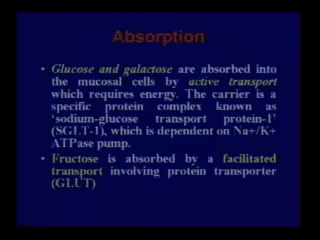 Absorption
• Glucose and galactose are absorbed into
the mucosal cells by active transport
which requires energy. The carrier is a
specific protein complex known as
‘sodium-glucose transport protein-1’
(SGLT-1), which is dependent on Na+/K+
ATPase pump.
• Fructose is absorbed by a facilitated
transport involving protein transporter
(GLUT)